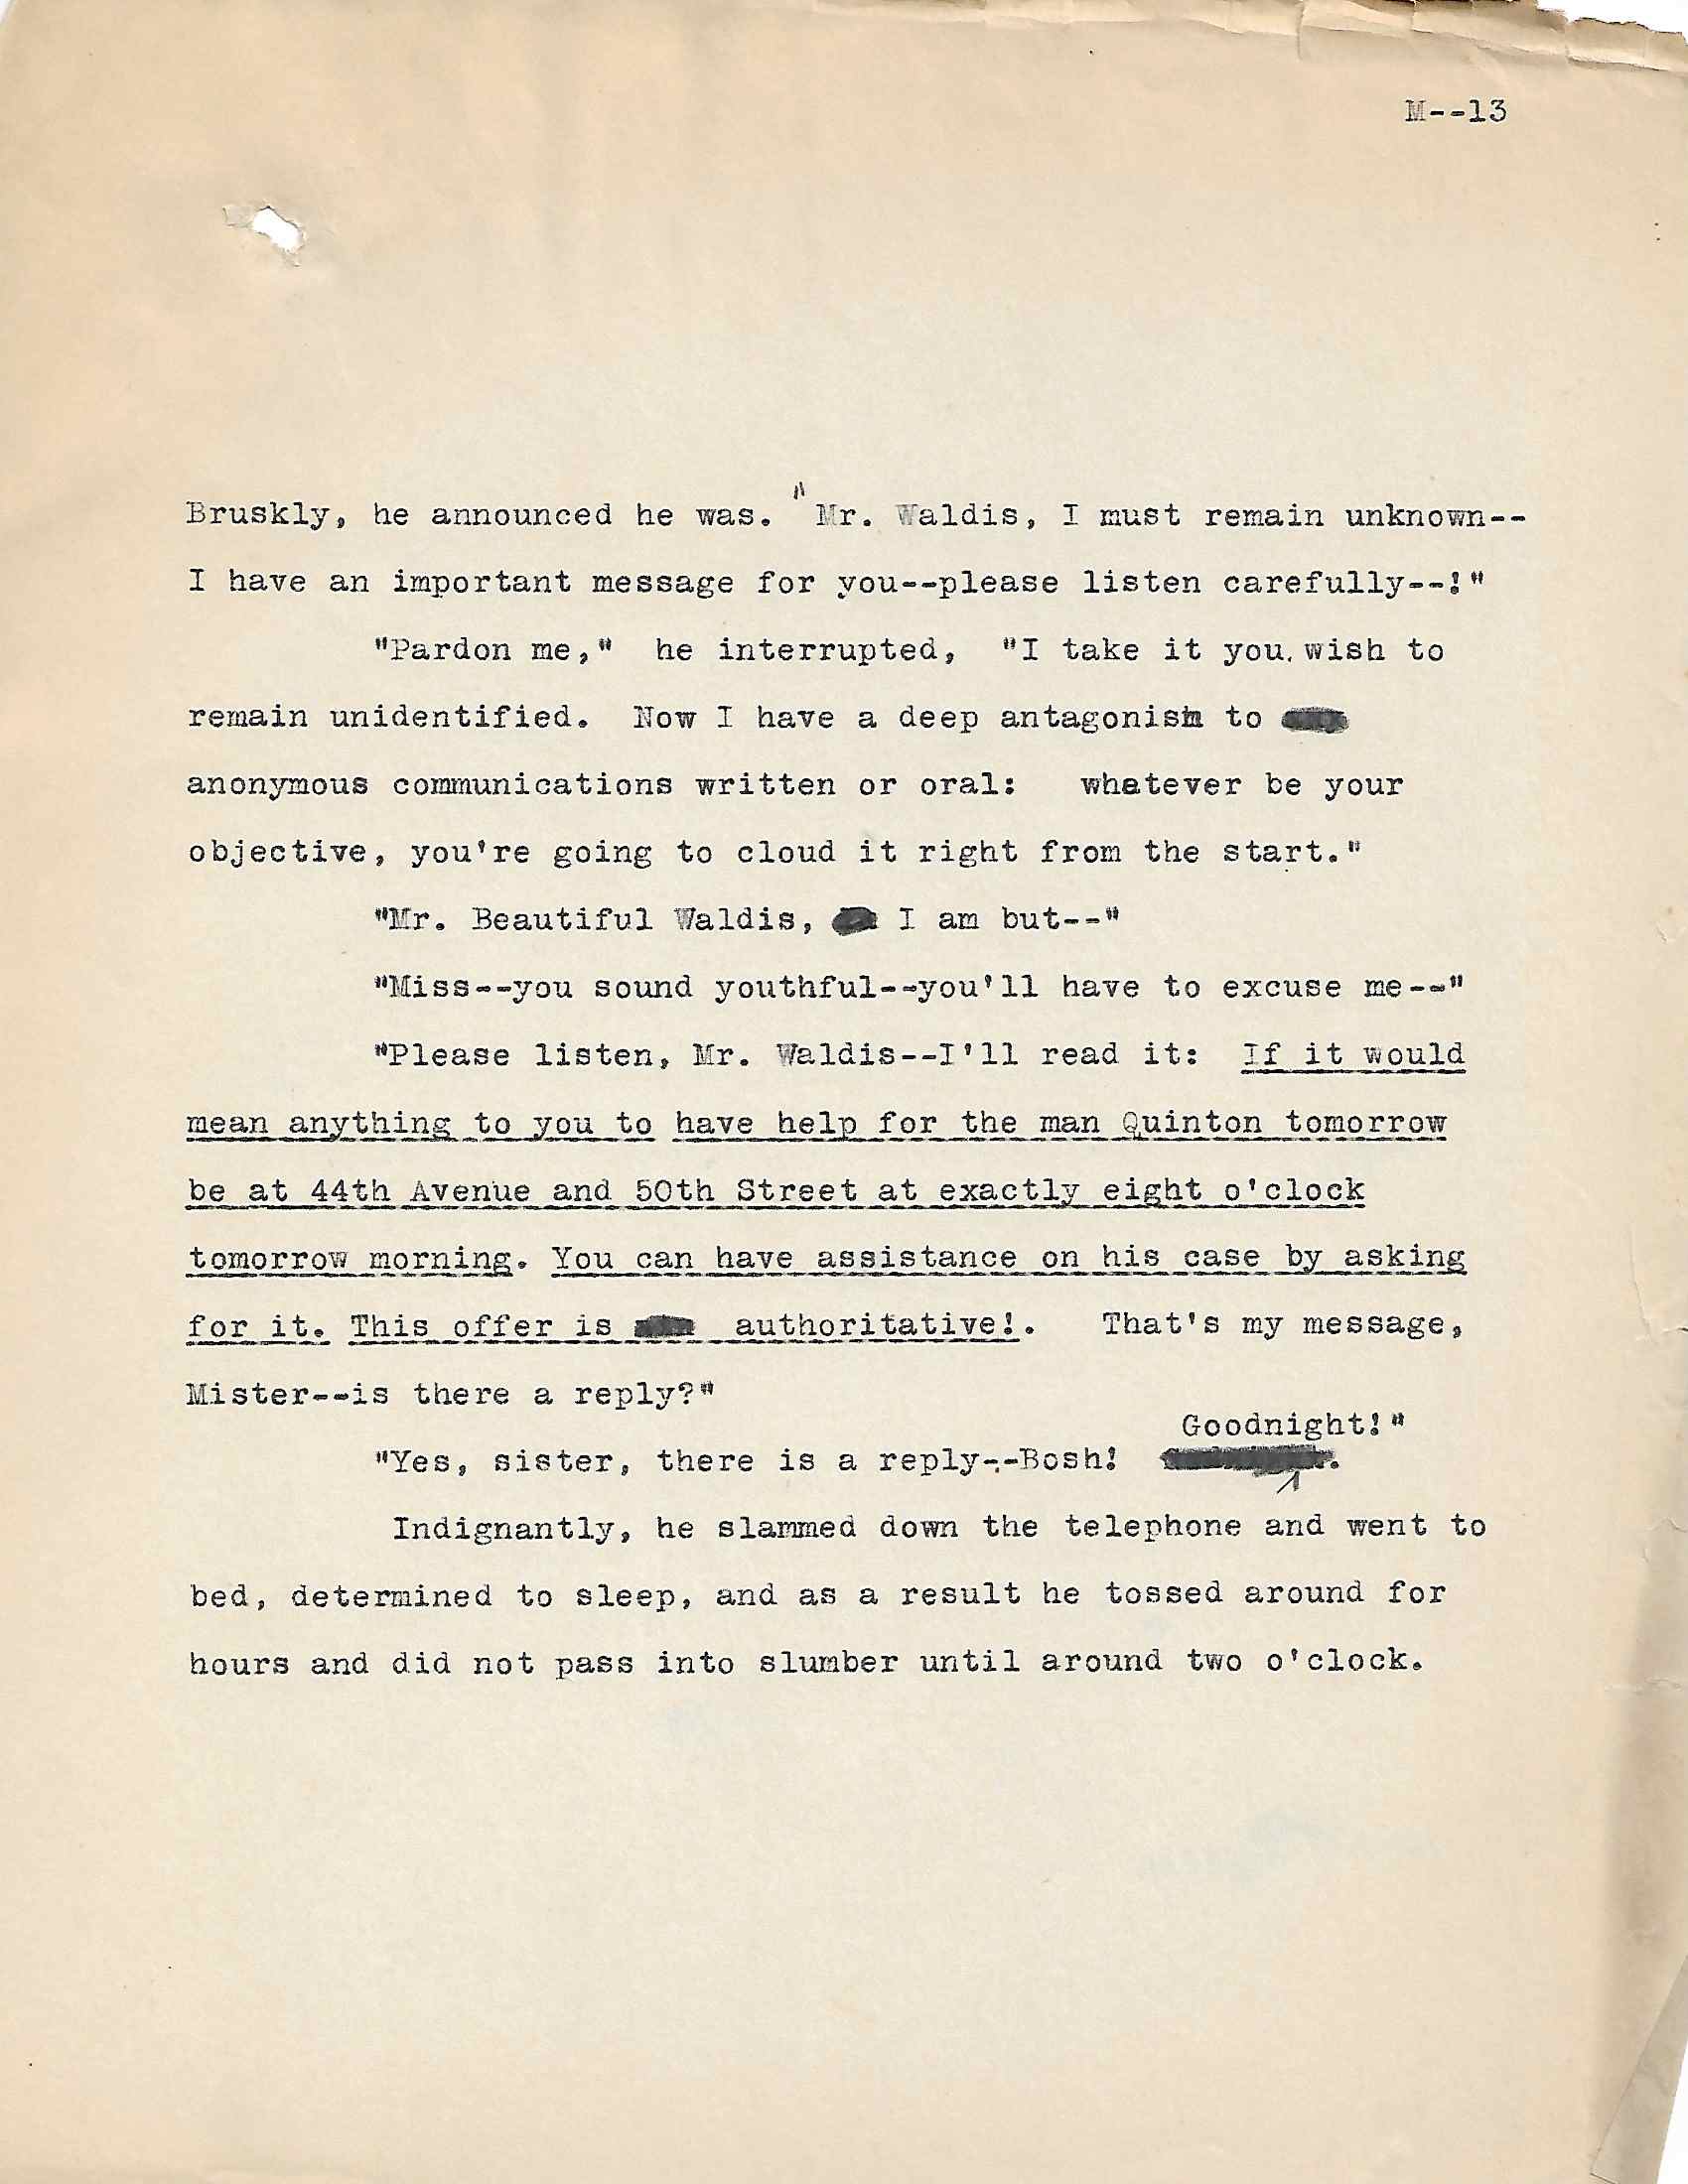 M--13
Bruskly, he announced he was. "Mr. Waldis, I must remain unknown--
I have an important message for you--please listen carefully--!"
"Pardon me," he interrupted, "I take it you. wish to
remain unidentified. Now I have a deep antagonism to
anonymous communications written or oral: whatever be your
objective, you're going to cloud it right from the start."
"Mr. Beautiful Waldis, I am but--"
"Miss--you sound youthful--you'll have to excuse me--"
"Please listen, Mr. Waldis--I'll read it: If it would
mean anything to you to have help for the man Quinton tomorrow
be at 44th Avenue and 50th Street at exactly eight o'clock
tomorrow morning. You can have assistance on his case by asking
for it. This offer is authoritative!. That's my message,
Mister--is there a reply?"
Goodnight!"
"Yes, sister, there is a reply--Bosh!
Indignantly, he slammed down the telephone and went to
bed, determined to sleep, and as a result he tossed around for
hours and did not pass into slumber until around two o'clock.